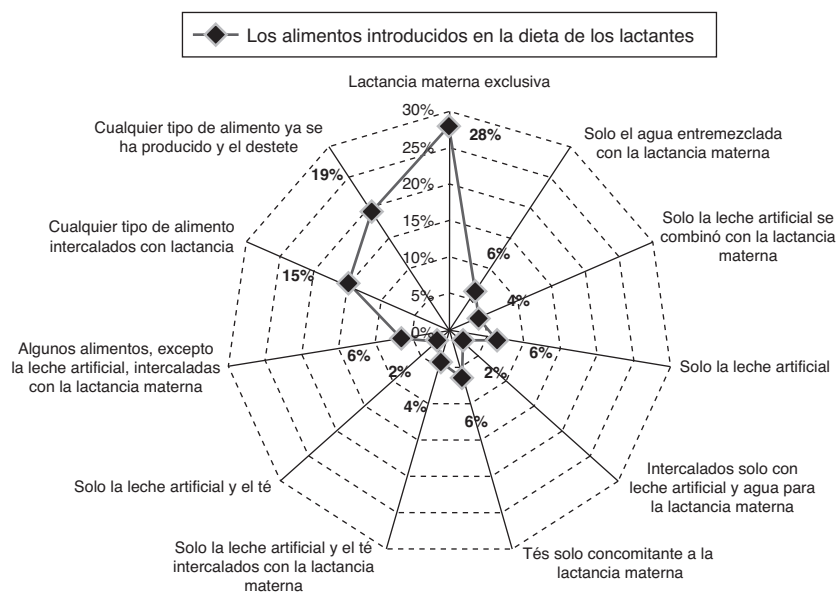 Los alimentos introducidos en la dieta de los lactantes
Lactancia materna exclusiva
Cualquier tipo de alimento ya se
ha producido y el destete
Solo el agua entremezclada
con la lactancia materna
Cualquier tipo de alimento
intercalados con lactancia
Solo la leche artificial se
combinó con la lactancia
materna
Algunos alimentos, excepto
la leche artificial, intercaladas
con la lactancia materna
Solo la leche artificial
Solo la leche artificial y el té
Intercalados solo con
leche artificial y agua para
la lactancia materna
Solo la leche artificial y el té
intercalados con la lactancia
materna
Tés solo concomitante a la
lactancia materna
30%
25%
20%
15%
10%
5%
0%
28%
6%
4%
6%
2%
6%
4%
2%
6%
15%
19%